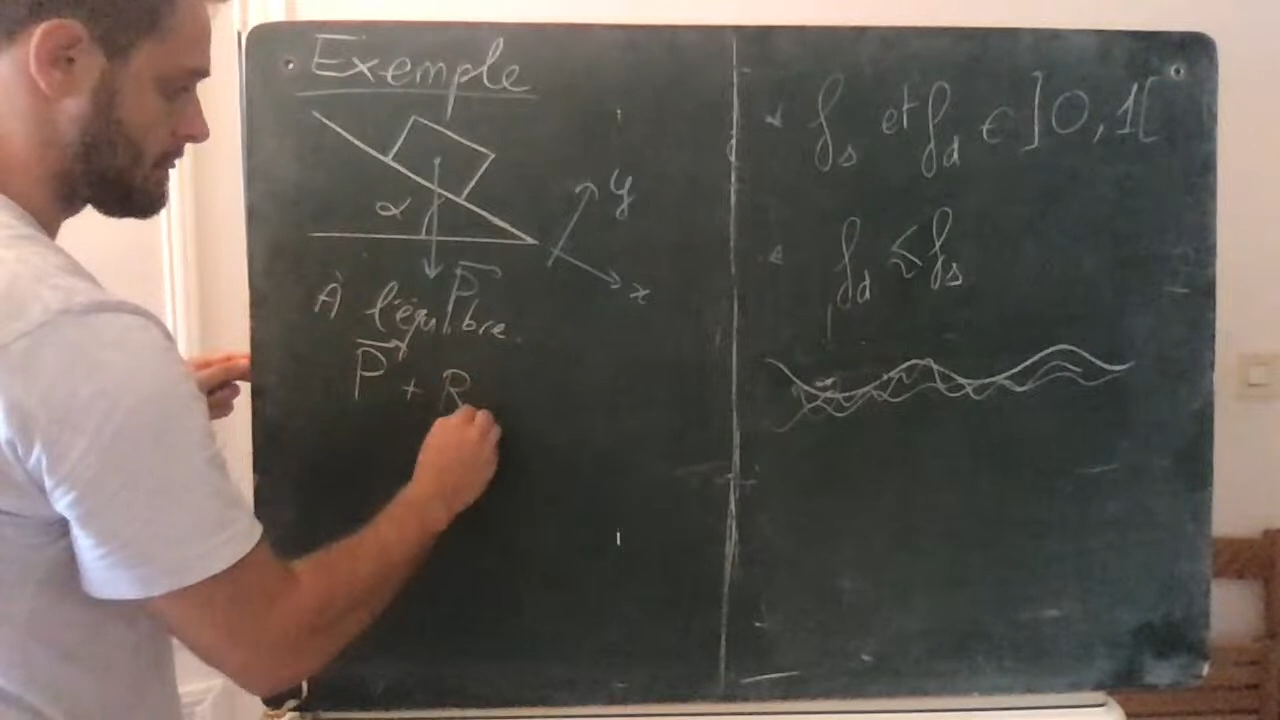 Exemple
α
y
x
P
À l'équilibre
P + R
fs et fd ∈ ]0,1[
fd ≤ fs